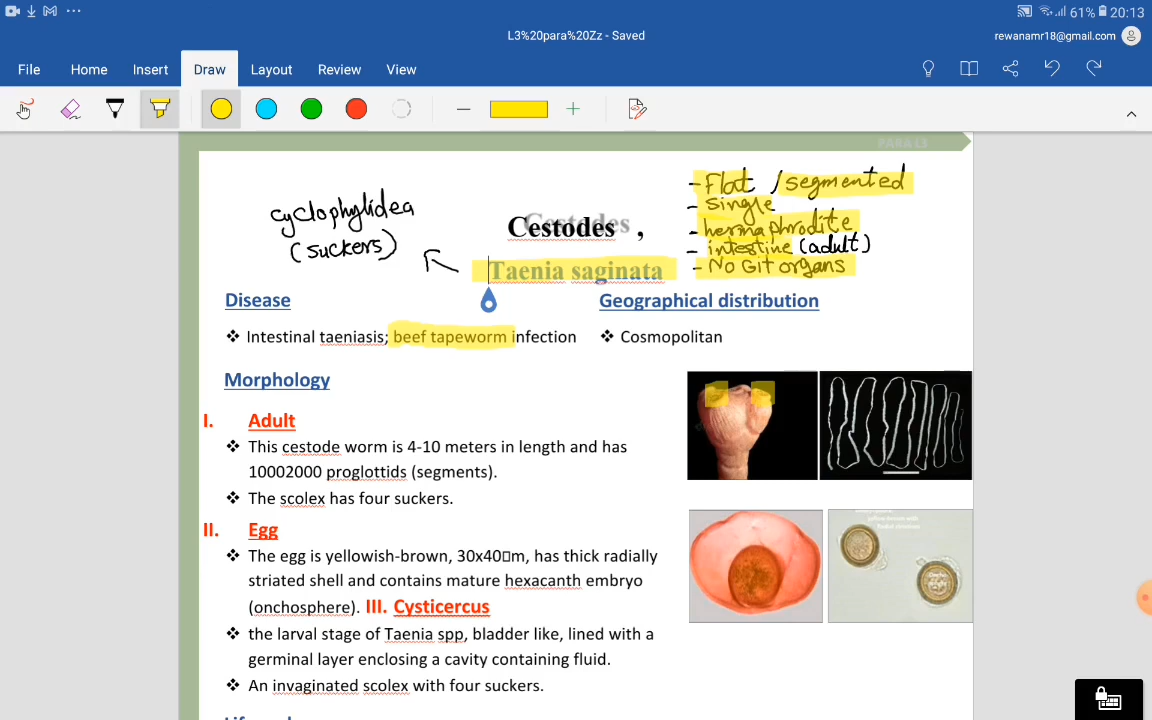 61% 20:13
L3%20para%20Zz - Saved
rewanamr18@gmail.com
File Home Insert Draw Layout Review View
PARA L3
cyclophylidea
(suckers)
Cestodes ,
Taenia saginata
- Flat / segmented
- single
- hermaphrodite
- intestine (adult)
- No Git organs
Disease
❖ Intestinal taeniasis; beef tapeworm infection
Geographical distribution
❖ Cosmopolitan
Morphology
I. Adult
❖ This cestode worm is 4-10 meters in length and has
10002000 proglottids (segments).
❖ The scolex has four suckers.
II. Egg
❖ The egg is yellowish-brown, 30x40□m, has thick radially
striated shell and contains mature hexacanth embryo
(onchosphere). III. Cysticercus
❖ the larval stage of Taenia spp, bladder like, lined with a
germinal layer enclosing a cavity containing fluid.
❖ An invaginated scolex with four suckers.